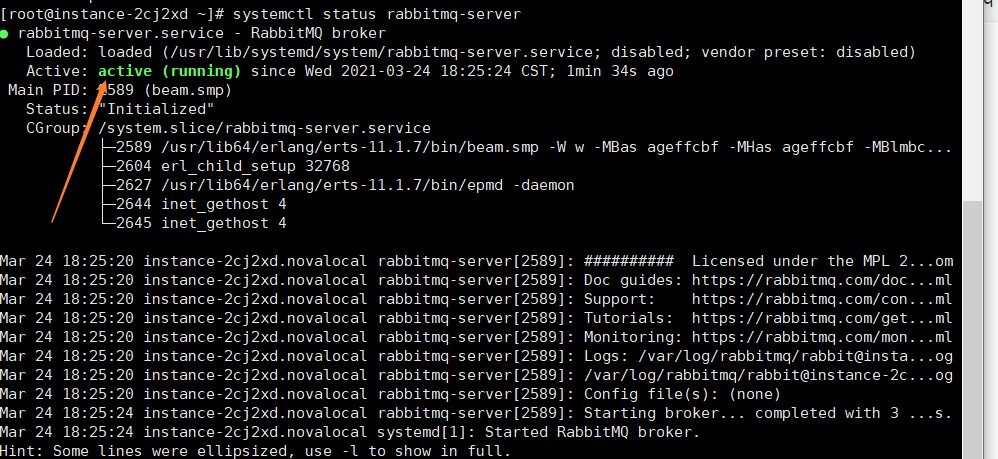 [root@instance-2cj2xd ~]# systemctl status rabbitmq-server
● rabbitmq-server.service - RabbitMQ broker
   Loaded: loaded (/usr/lib/systemd/system/rabbitmq-server.service; disabled; vendor preset: disabled)
   Active: active (running) since Wed 2021-03-24 18:25:24 CST; 1min 34s ago
 Main PID: 2589 (beam.smp)
   Status: "Initialized"
   CGroup: /system.slice/rabbitmq-server.service
           ├─2589 /usr/lib64/erlang/erts-11.1.7/bin/beam.smp -W w -MBas ageffcbf -MHas ageffcbf -MBlmbc...
           ├─2604 erl_child_setup 32768
           ├─2627 /usr/lib64/erlang/erts-11.1.7/bin/epmd -daemon
           ├─2644 inet_gethost 4
           └─2645 inet_gethost 4

Mar 24 18:25:20 instance-2cj2xd.novalocal rabbitmq-server[2589]: ##########  Licensed under the MPL 2...om
Mar 24 18:25:20 instance-2cj2xd.novalocal rabbitmq-server[2589]: Doc guides: https://rabbitmq.com/doc...ml
Mar 24 18:25:20 instance-2cj2xd.novalocal rabbitmq-server[2589]: Support:    https://rabbitmq.com/con...ml
Mar 24 18:25:20 instance-2cj2xd.novalocal rabbitmq-server[2589]: Tutorials:  https://rabbitmq.com/get...ml
Mar 24 18:25:20 instance-2cj2xd.novalocal rabbitmq-server[2589]: Monitoring: https://rabbitmq.com/mon...ml
Mar 24 18:25:20 instance-2cj2xd.novalocal rabbitmq-server[2589]: Logs: /var/log/rabbitmq/rabbit@insta...og
Mar 24 18:25:20 instance-2cj2xd.novalocal rabbitmq-server[2589]: /var/log/rabbitmq/rabbit@instance-2c...og
Mar 24 18:25:20 instance-2cj2xd.novalocal rabbitmq-server[2589]: Config file(s): (none)
Mar 24 18:25:24 instance-2cj2xd.novalocal rabbitmq-server[2589]: Starting broker... completed with 3 ...s.
Mar 24 18:25:24 instance-2cj2xd.novalocal systemd[1]: Started RabbitMQ broker.
Hint: Some lines were ellipsized, use -l to show in full.